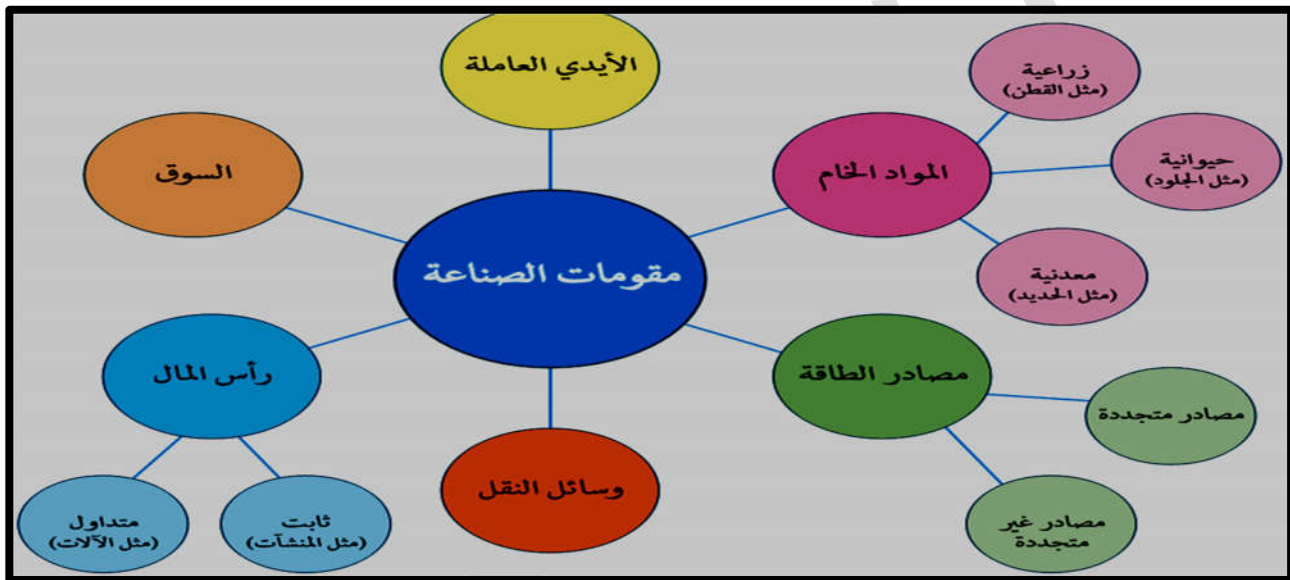 الأيدي العاملة
زراعية
(مثل القطن)
السوق
المواد الخام
حيوانية
(مثل الجلود)
مقومات الصناعة
معدنية
(مثل الحديد)
رأس المال
مصادر الطاقة
مصادر متجددة
وسائل النقل
متداول
(مثل الآلات)
ثابت
(مثل المنشآت)
مصادر غير
متجددة